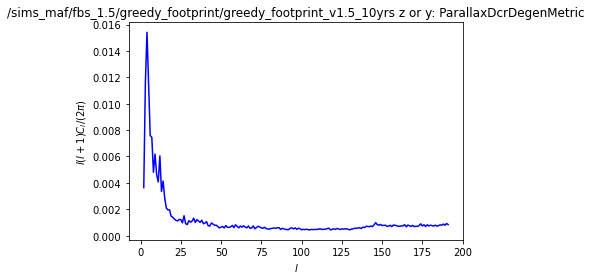 /sims_maf/fbs_1.5/greedy_footprint/greedy_footprint_v1.5_10yrs z or y: ParallaxDcrDegenMetric
0.016
0.014
0.012
0.010
0.008
0.006
0.004
0.002
0.000
l(l + 1)C_l/(2π)
0 25 50 75 100 125 150 175 200
l